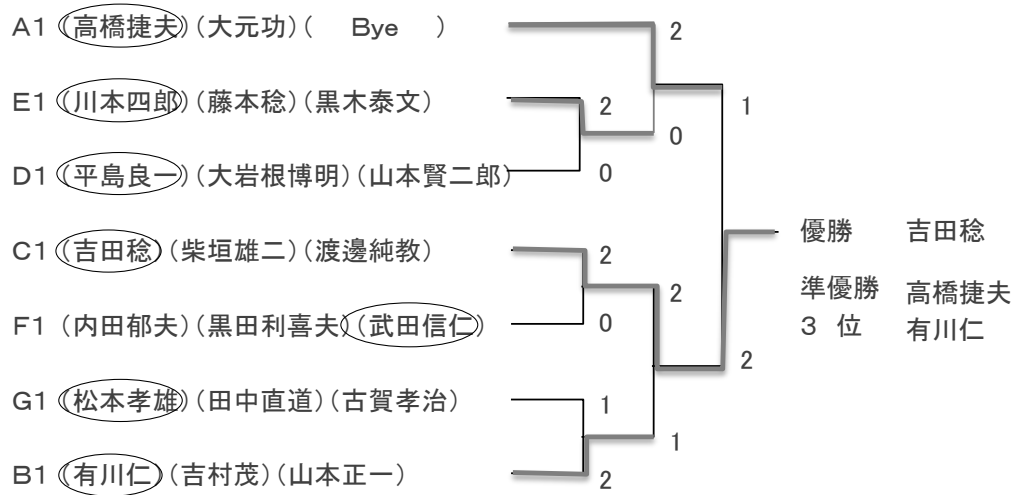 A1 (高橋捷夫)(大元功)( Bye )
2
E1 (川本四郎)(藤本稔)(黒木泰文)
2
1
0
D1 (平島良一)(大岩根博明)(山本賢二郎)
0
C1 (吉田稔)(柴垣雄二)(渡邊純教)
2
優勝 吉田稔
2
準優勝 高橋捷夫
F1 (内田郁夫)(黒田利喜夫)(武田信仁)
0
3 位 有川仁
2
G1 (松本孝雄)(田中直道)(古賀孝治)
1
1
B1 (有川仁)(吉村茂)(山本正一)
2